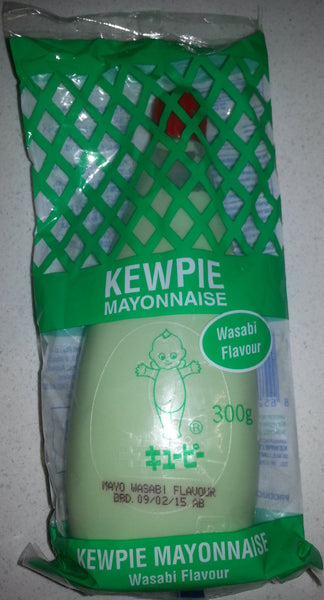 KEWPIE
MAYONNAISE
Wasabi
Flavour
300g
®
キユーピー
MAYO WASABI FLAVOUR
BBD. 09/02/15 AB
KEWPIE MAYONNAISE
Wasabi Flavour